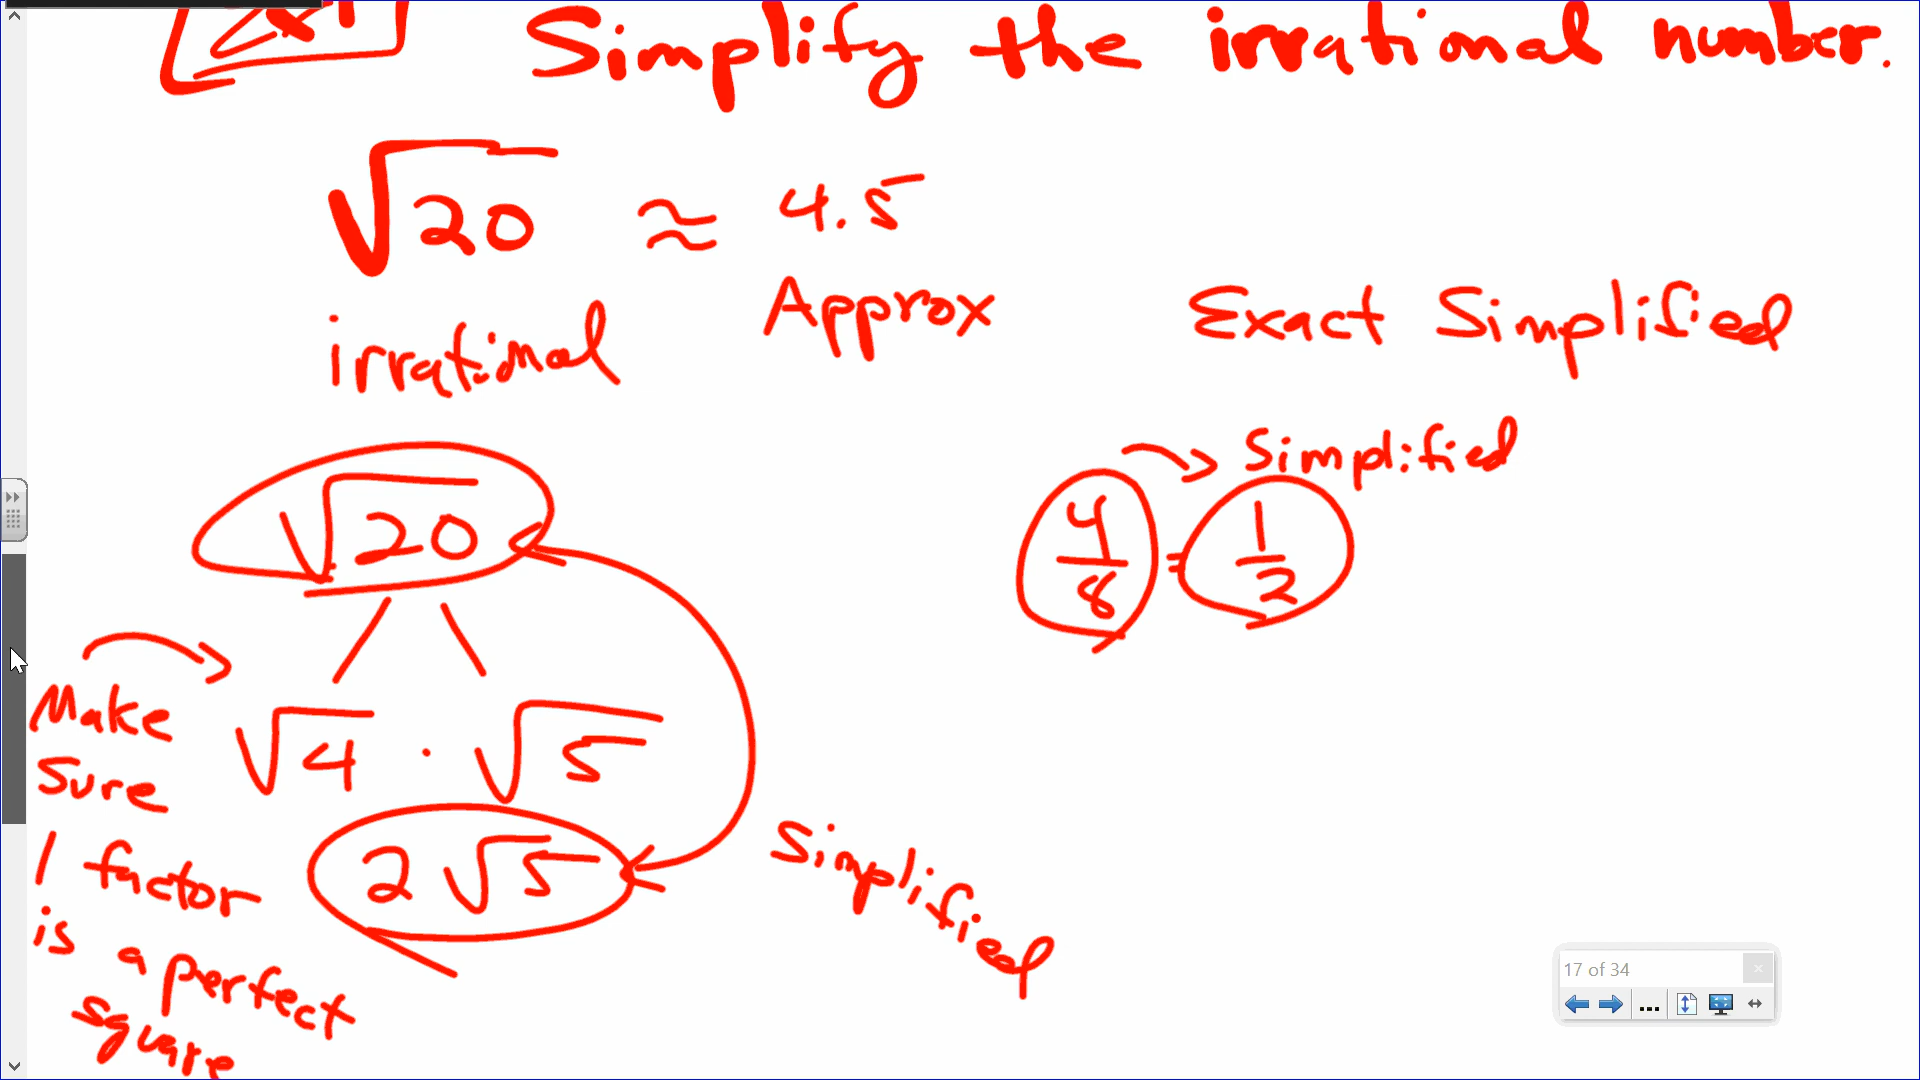 Simplify the irrational number.
√20 ≈ 4.5
irrational
Approx
Exact Simplified
√20
√4 · √5
2√5
Simplified
Make
Sure
1 factor
is a perfect
square
Simplified
4/8 = 1/2
17 of 34